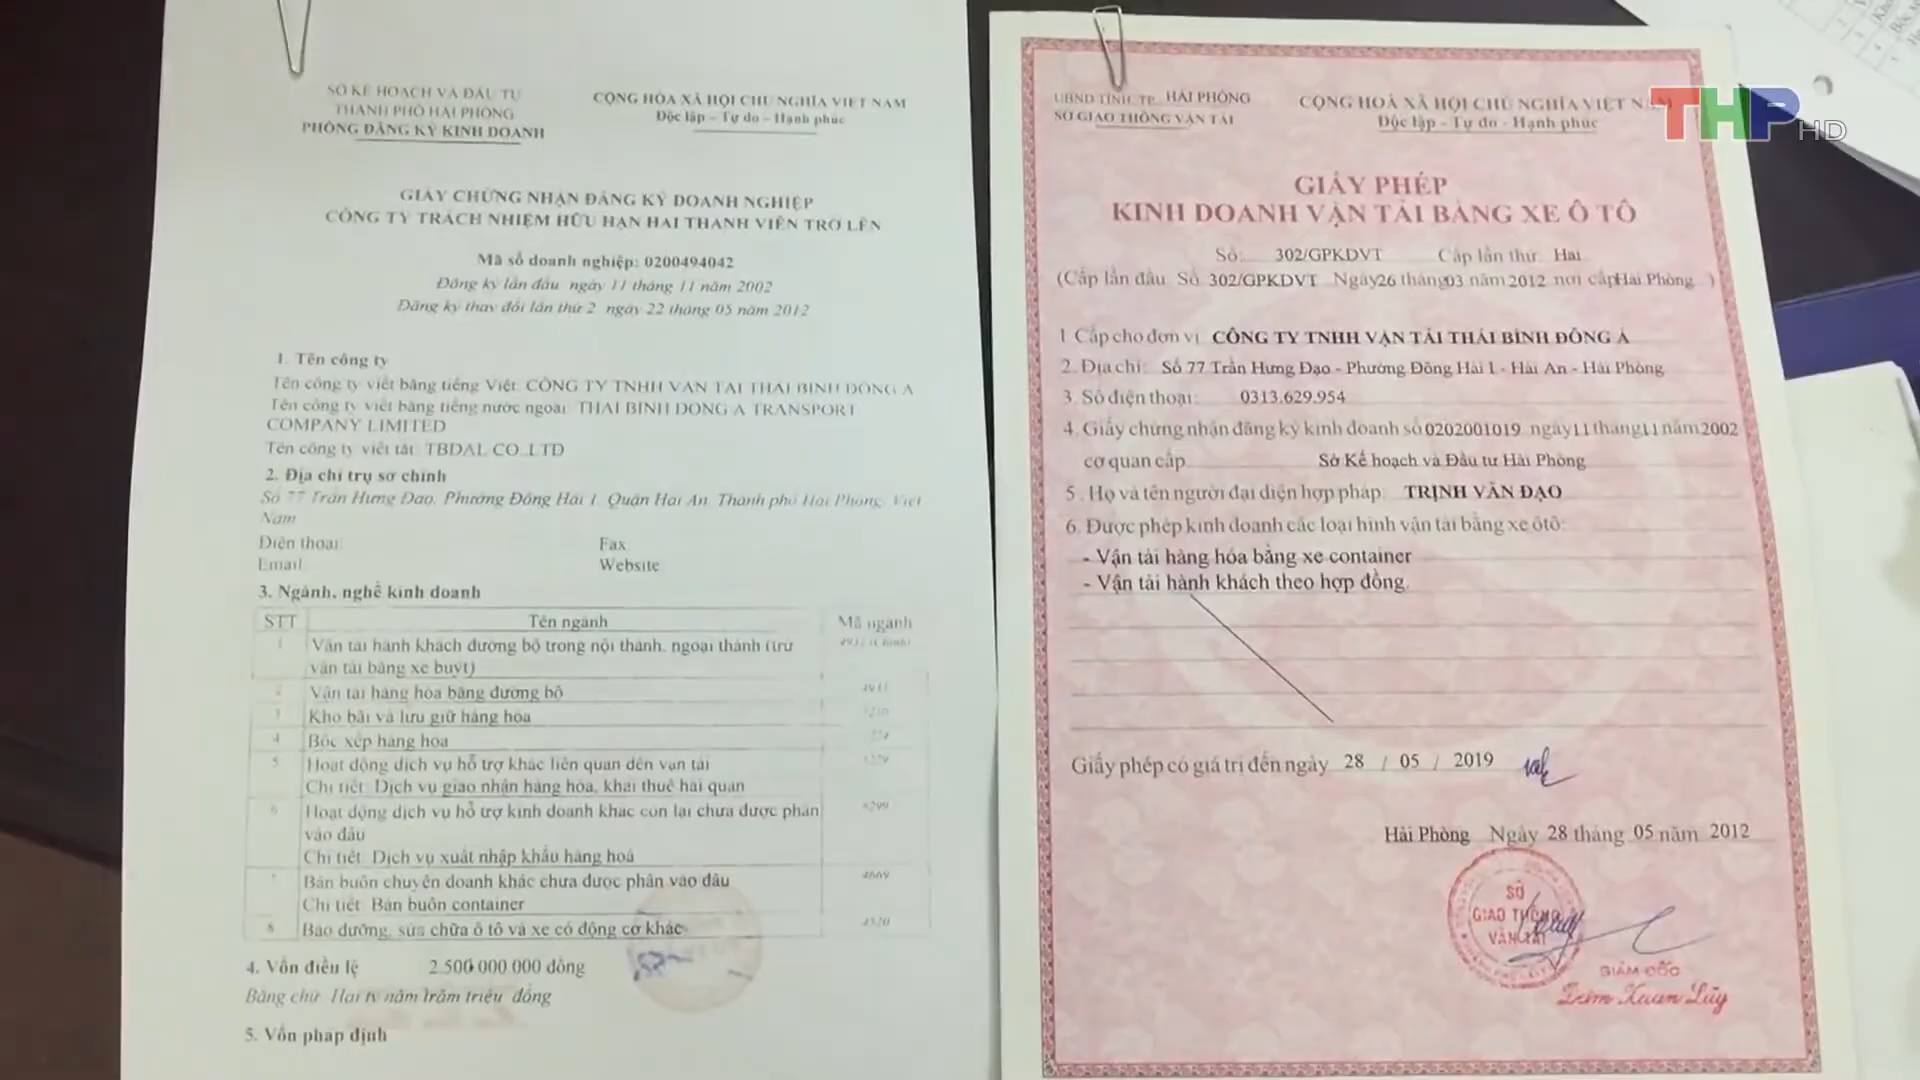 SỞ KẾ HOẠCH VÀ ĐẦU TƯ
THÀNH PHỐ HẢI PHÒNG
PHÒNG ĐĂNG KÝ KINH DOANH
CỘNG HÒA XÃ HỘI CHỦ NGHĨA VIỆT NAM
Độc lập - Tự do - Hạnh phúc
GIẤY CHỨNG NHẬN ĐĂNG KÝ DOANH NGHIỆP
CÔNG TY TRÁCH NHIỆM HỮU HẠN HAI THÀNH VIÊN TRỞ LÊN
Mã số doanh nghiệp: 0200494042
Đăng ký lần đầu ngày 11 tháng 11 năm 2002
Đăng ký thay đổi lần thứ 2 ngày 22 tháng 05 năm 2012
1. Tên công ty
Tên công ty viết bằng tiếng Việt: CÔNG TY TNHH VẬN TẢI THÁI BÌNH DÔNG Á
Tên công ty viết bằng tiếng nước ngoài: THAI BINH DONG A TRANSPORT
COMPANY LIMITED
Tên công ty viết tắt: TBDAL CO.,LTD
2. Địa chỉ trụ sở chính
Số 77 Trần Hưng Đạo, Phường Đông Hải 1, Quận Hải An, Thành phố Hải Phòng, Việt
Nam
Điện thoại: Fax
Email: Website
3. Ngành, nghề kinh doanh
STT Tên ngành Mã ngành
1 Vận tải hành khách đường bộ trong nội thành, ngoại thành (trừ
vận tải bằng xe buýt)
2 Vận tải hàng hóa bằng đường bộ
3 Kho bãi và lưu giữ hàng hóa
4 Bốc xếp hàng hóa
5 Hoạt động dịch vụ hỗ trợ khác liên quan đến vận tải
Chi tiết: Dịch vụ giao nhận hàng hóa, khai thuê hải quan
6 Hoạt động dịch vụ hỗ trợ kinh doanh khác còn lại chưa được phân 8299
vào đâu
Chi tiết: Dịch vụ xuất nhập khẩu hàng hoá
7 Bán buôn chuyên doanh khác chưa được phân vào đâu 4669
Chi tiết: Bán buôn container
8 Bảo dưỡng, sửa chữa ô tô và xe có động cơ khác 4520
4. Vốn điều lệ 2.500.000.000 đồng
Bằng chữ: Hai tỷ năm trăm triệu đồng
5. Vốn pháp định
UBND TỈNH, TP. HẢI PHÒNG
SỞ GIAO THÔNG VẬN TẢI
CỘNG HOÀ XÃ HỘI CHỦ NGHĨA VIỆT NAM
Độc lập - Tự do - Hạnh phúc
THP HD
GIẤY PHÉP
KINH DOANH VẬN TẢI BẰNG XE Ô TÔ
Số: 302/GPKDVT Cấp lần thứ: Hai
(Cấp lần đầu Số 302/GPKDVT Ngày 26 tháng 03 năm 2012 nơi cấp Hải Phòng )
1. Cấp cho đơn vị: CÔNG TY TNHH VẬN TẢI THÁI BÌNH ĐÔNG Á
2. Địa chỉ: Số 77 Trần Hưng Đạo - Phường Đông Hải I - Hải An - Hải Phòng
3. Số điện thoại: 0313.629.954
4. Giấy chứng nhận đăng ký kinh doanh số 0202001019 ngày 11 tháng 11 năm 2002
cơ quan cấp Sở Kế hoạch và Đầu tư Hải Phòng
5. Họ và tên người đại diện hợp pháp: TRỊNH VĂN ĐẠO
6. Được phép kinh doanh các loại hình vận tải bằng xe ôtô:
- Vận tải hàng hóa bằng xe container
- Vận tải hành khách theo hợp đồng.
Giấy phép có giá trị đến ngày 28 / 05 / 2019
Hải Phòng Ngày 28 tháng 05 năm 2012
SỞ
GIAO THÔNG
VẬN TẢI
GIÁM ĐỐC